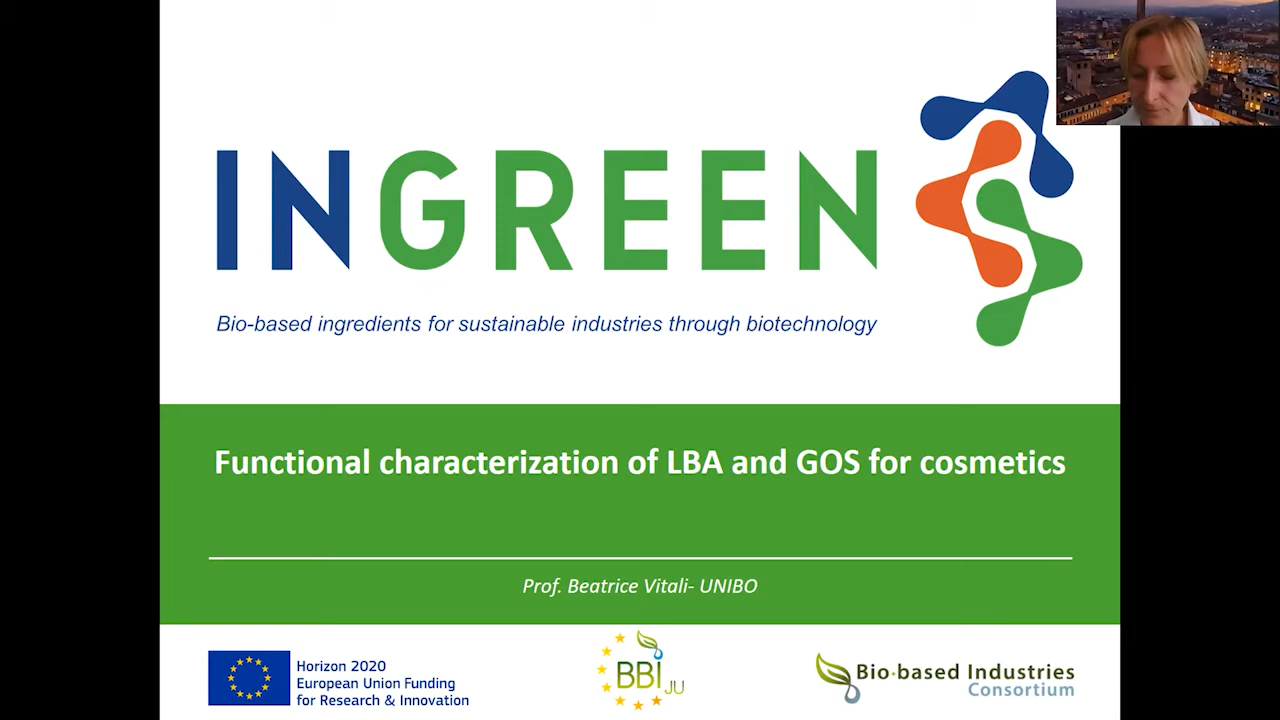 INGREEN
Bio-based ingredients for sustainable industries through biotechnology
Functional characterization of LBA and GOS for cosmetics
Prof. Beatrice Vitali- UNIBO
Horizon 2020
European Union Funding
for Research & Innovation
BBI JU
Bio·based Industries
Consortium